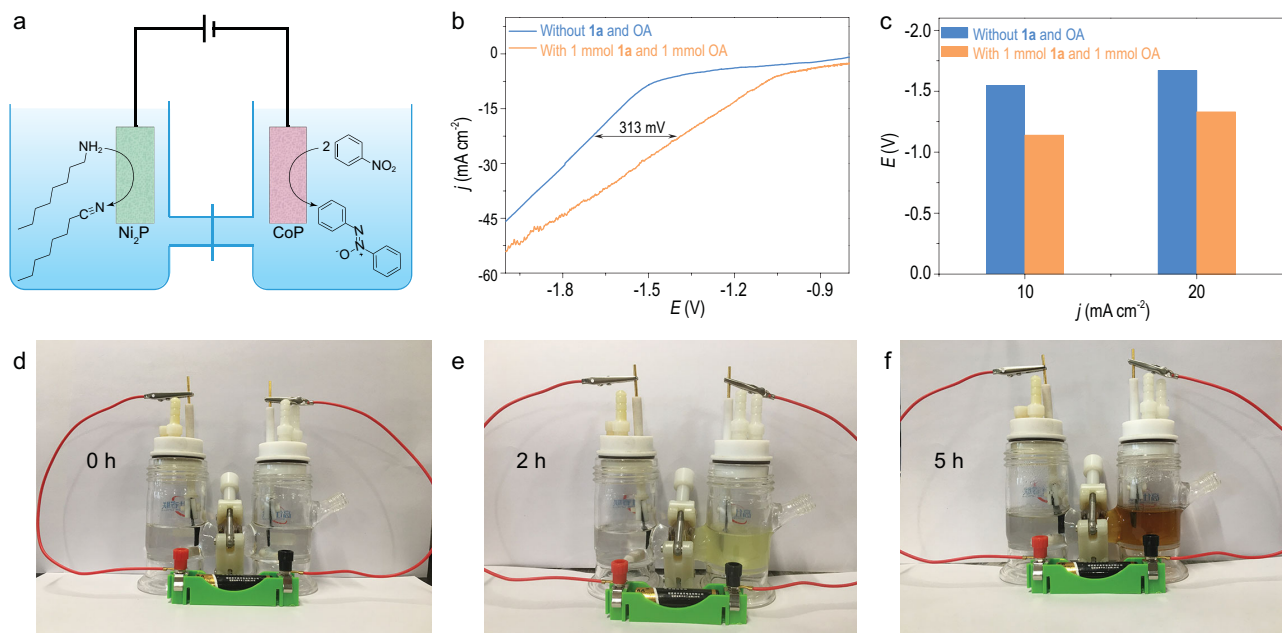 a
NH2
C≡N
Ni2P
2
NO2
N
N+
-O
CoP
b
Without 1a and OA
With 1 mmol 1a and 1 mmol OA
313 mV
0
-15
-30
-45
-60
j (mA cm-2)
-1.8
-1.5
-1.2
-0.9
E (V)
c
Without 1a and OA
With 1 mmol 1a and 1 mmol OA
-2.0
-1.5
-1.0
-0.5
0.0
E (V)
10
20
j (mA cm-2)
d
0 h
e
2 h
f
5 h